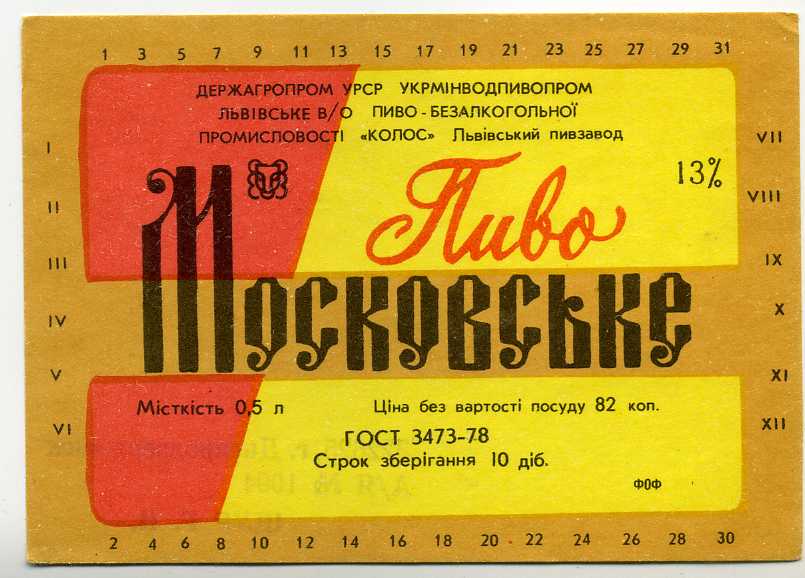 1 3 5 7 9 11 13 15 17 19 21 23 25 27 29 31
ДЕРЖАГРОПРОМ УРСР УКРМІНВОДПИВОПРОМ
ЛЬВІВСЬКЕ В/О ПИВО-БЕЗАЛКОГОЛЬНОЇ
ПРОМИСЛОВОСТІ «КОЛОС» Львівський пивзавод
I
II
III
IV
V
VI
VII
VIII
IX
X
XI
XII
13%
Пиво
Московське
Місткість 0,5 л Ціна без вартості посуду 82 коп.
ГОСТ 3473-78
Строк зберігання 10 діб.
ФОФ
2 4 6 8 10 12 14 16 18 20 22 24 26 28 30